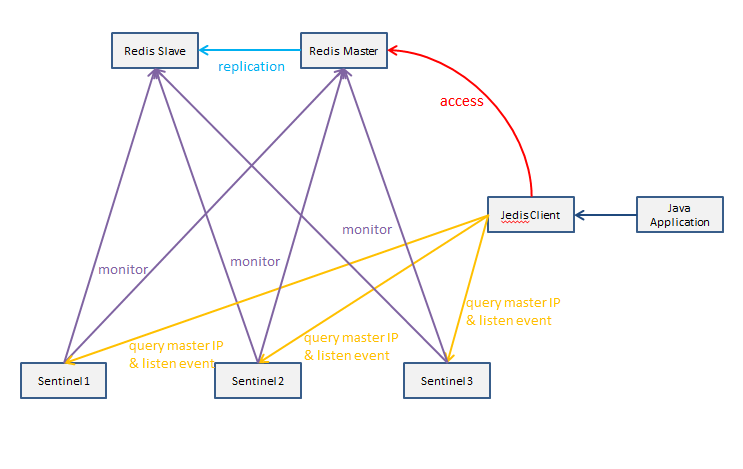 Redis Slave
Redis Master
replication
access
JedisClient
Java
Application
monitor
monitor
monitor
query master IP
& listen event
query master IP
& listen event
query master IP
& listen event
Sentinel1
Sentinel2
Sentinel3